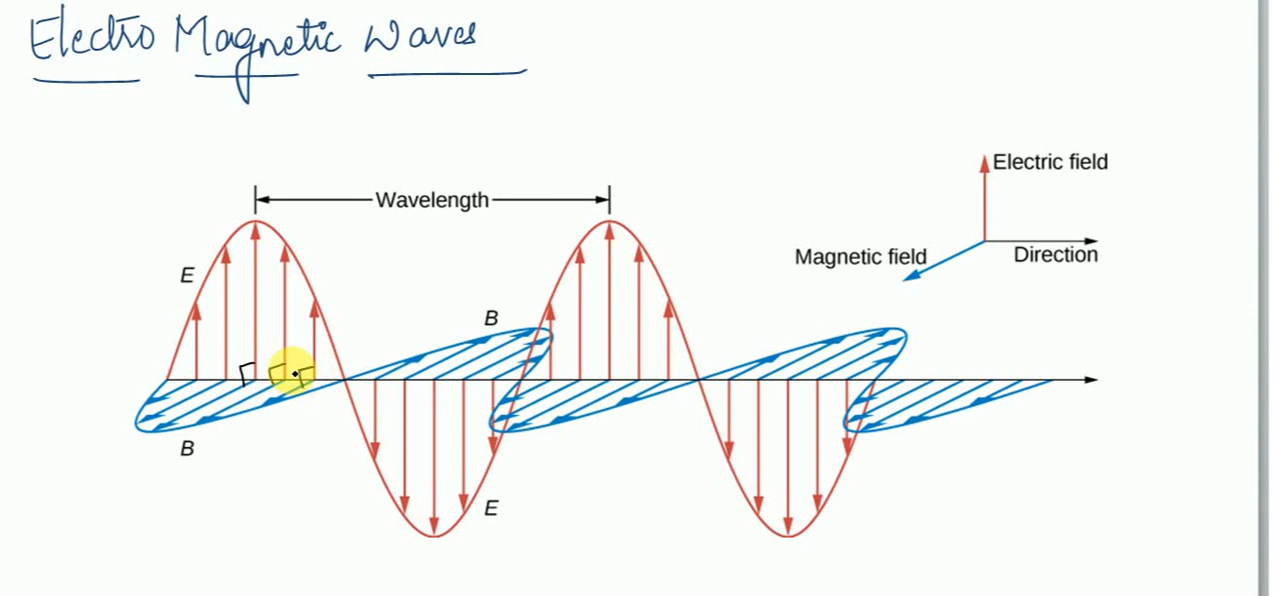 Electro Magnetic Waves
Electric field
Wavelength
Magnetic field
Direction
E
B
B
E